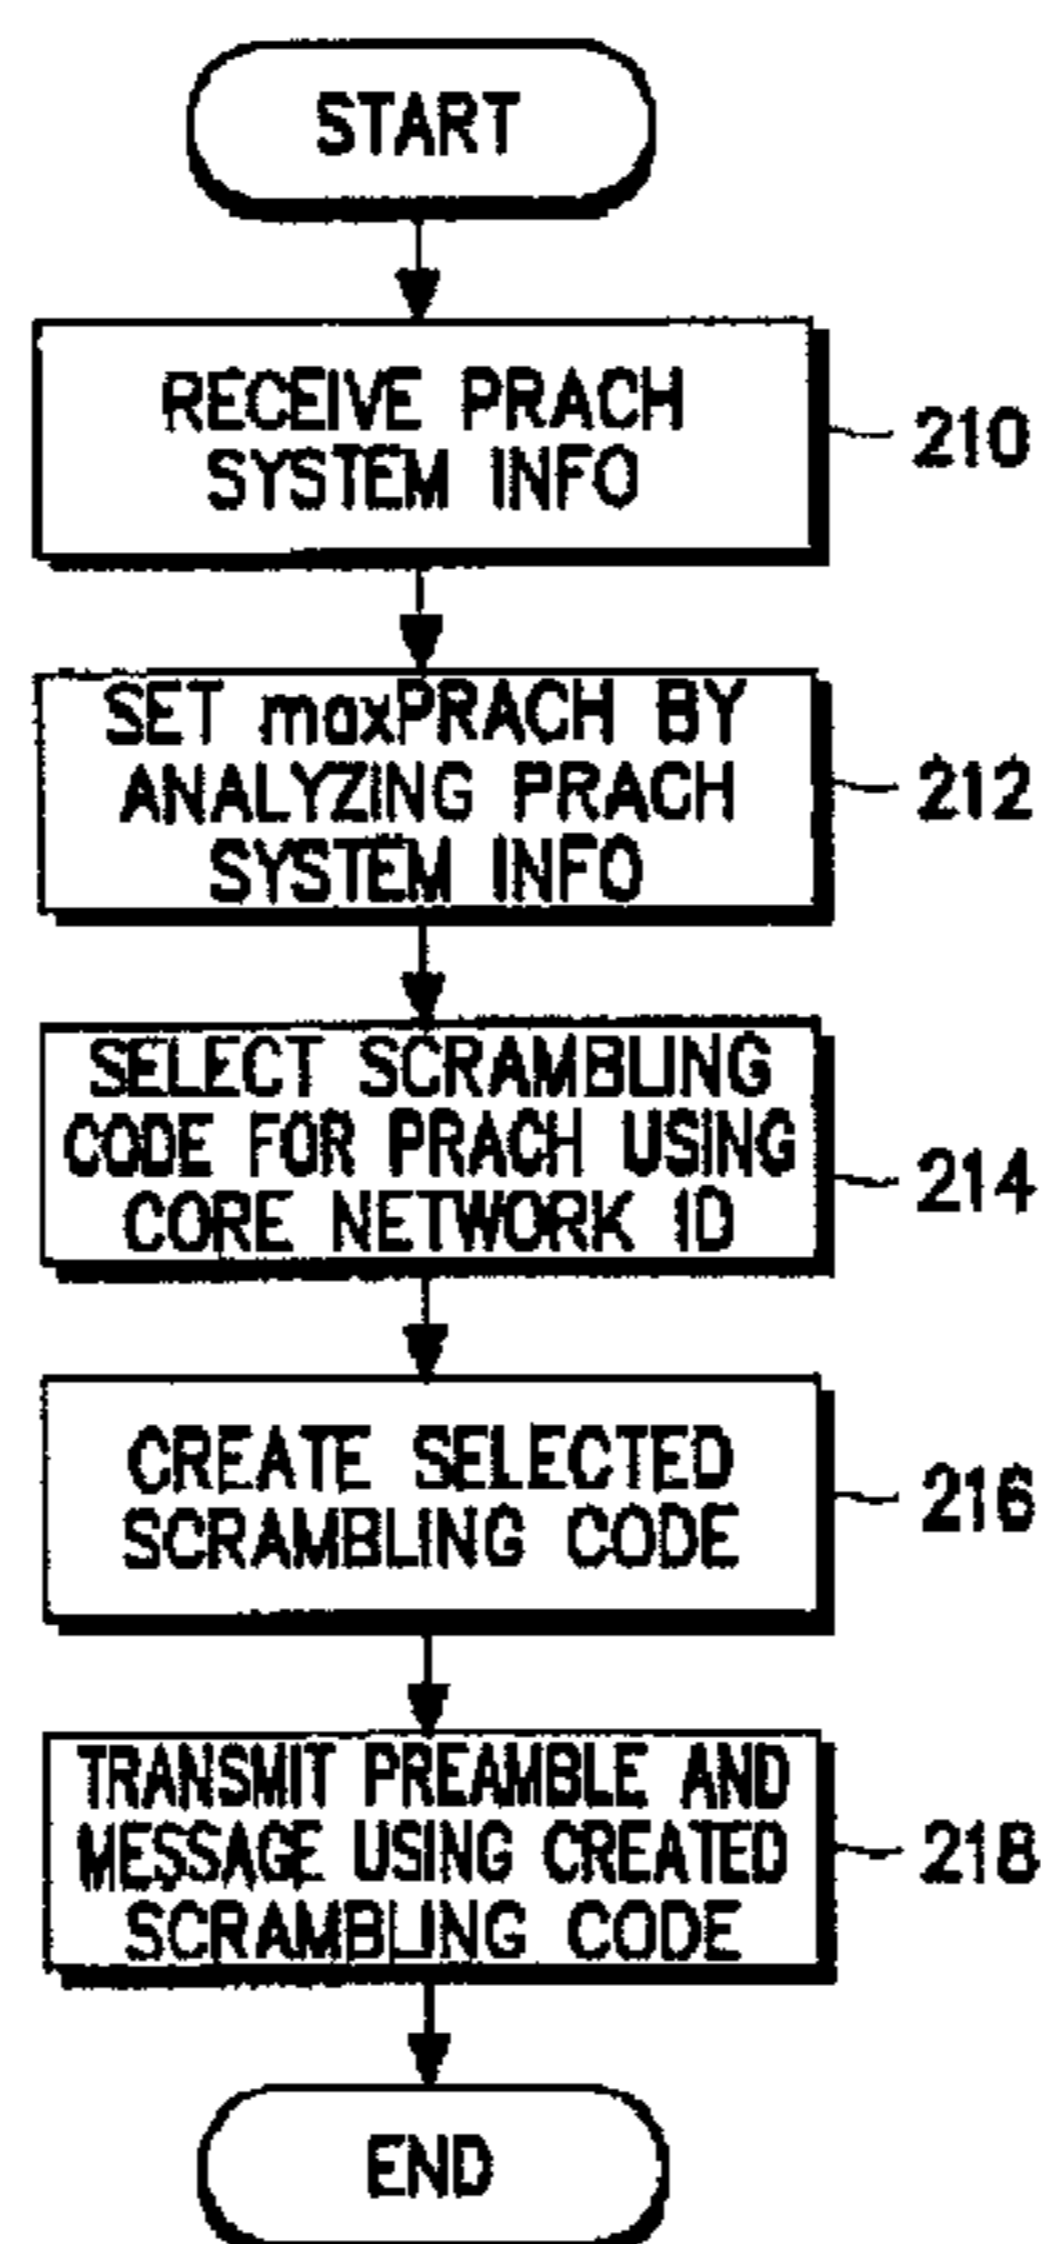 START
RECEIVE PRACH
SYSTEM INFO
210
SET maxPRACH BY
ANALYZING PRACH
SYSTEM INFO
212
SELECT SCRAMBLING
CODE FOR PRACH USING
CORE NETWORK ID
214
CREATE SELECTED
SCRAMBLING CODE
216
TRANSMIT PREAMBLE AND
MESSAGE USING CREATED
SCRAMBLING CODE
218
END